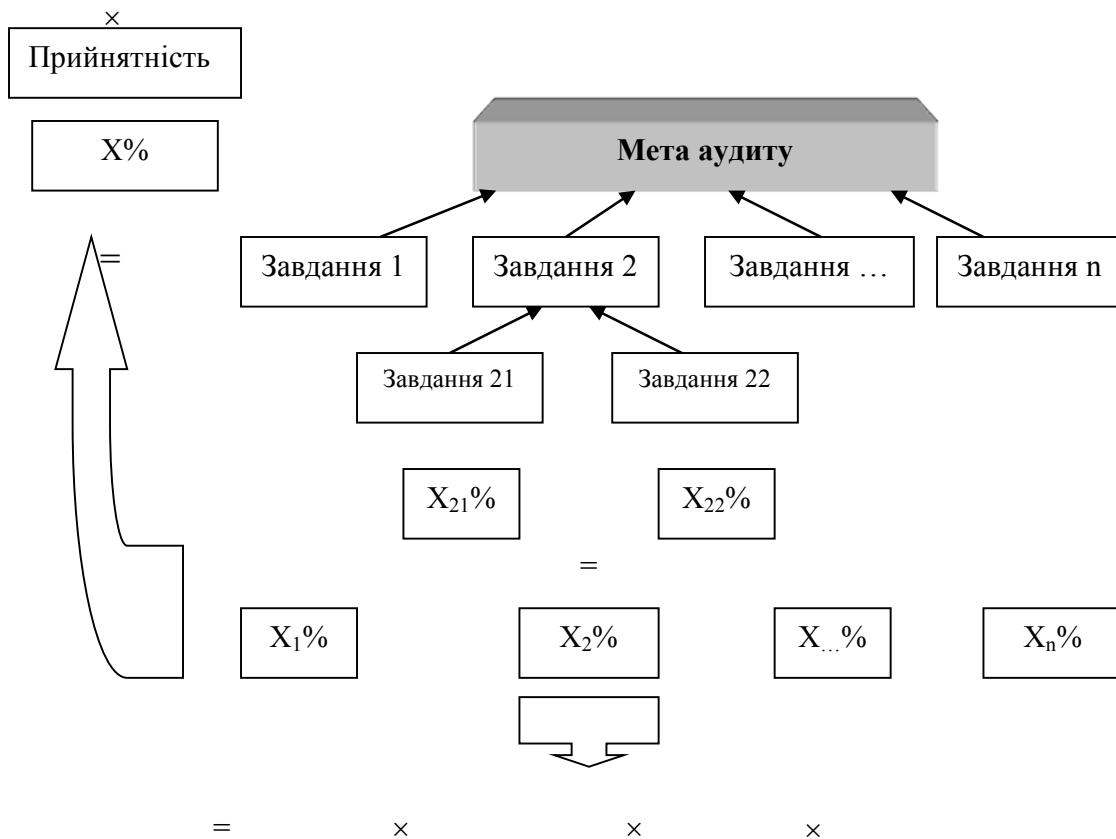 ×
Прийнятність
X%
Мета аудиту
=
Завдання 1
Завдання 2
Завдання …
Завдання n
Завдання 21
Завдання 22
X₂₁%
X₂₂%
=
X₁%
X₂%
X…%
Xₙ%
= × × ×